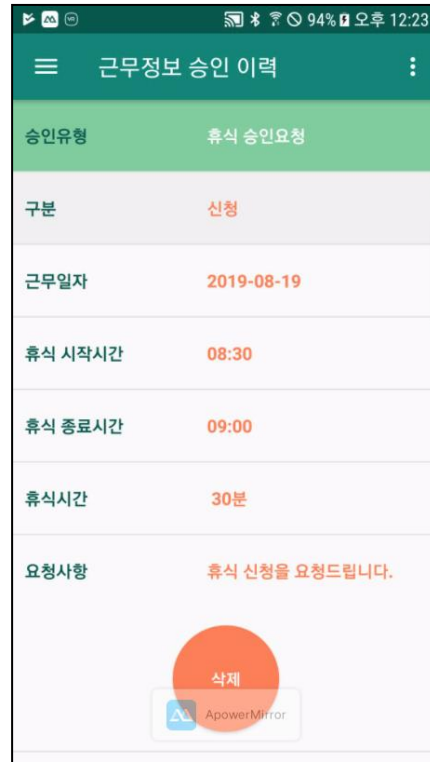 94% 오후 12:23
근무정보 승인 이력
승인유형 휴식 승인요청
구분 신청
근무일자 2019-08-19
휴식 시작시간 08:30
휴식 종료시간 09:00
휴식시간 30분
요청사항 휴식 신청을 요청드립니다.
삭제
ApowerMirror